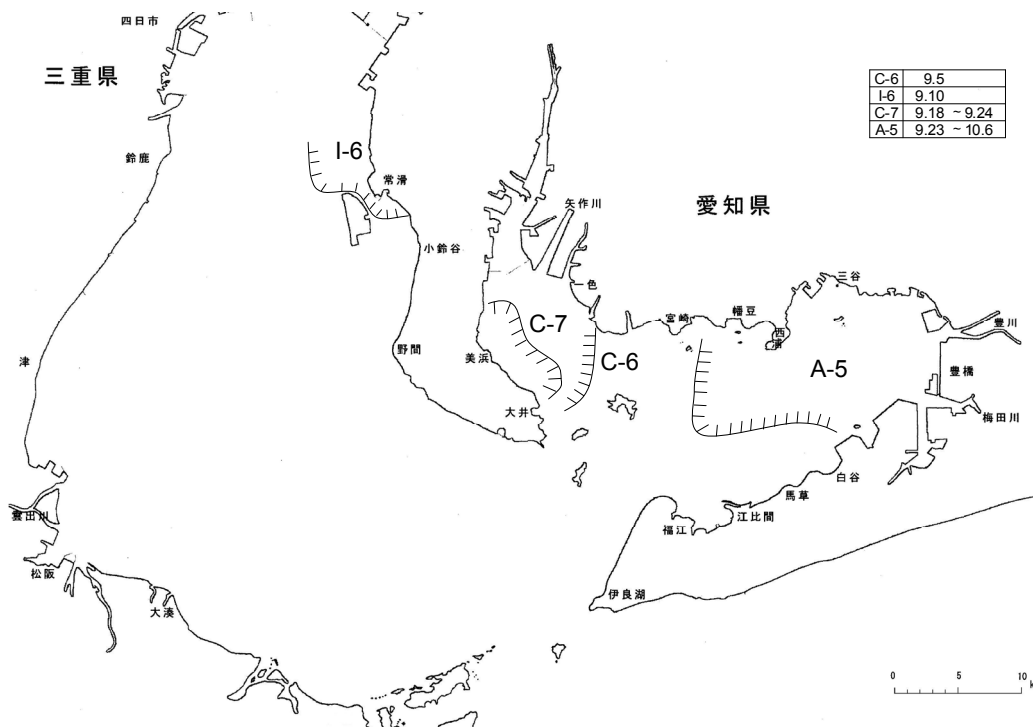 四日市
三重県
C-6 9.5
I-6 9.10
C-7 9.18 ~ 9.24
A-5 9.23 ~ 10.6
鈴鹿
I-6
常滑
矢作川
愛知県
小鈴谷
一色
三谷
C-7
宮崎
幡豆
西浦
豊川
津
野間
美浜
C-6
A-5
豊橋
大井
梅田川
白谷
馬草
雲出川
福江
江比間
松阪
大湊
伊良湖
0 5 10 k